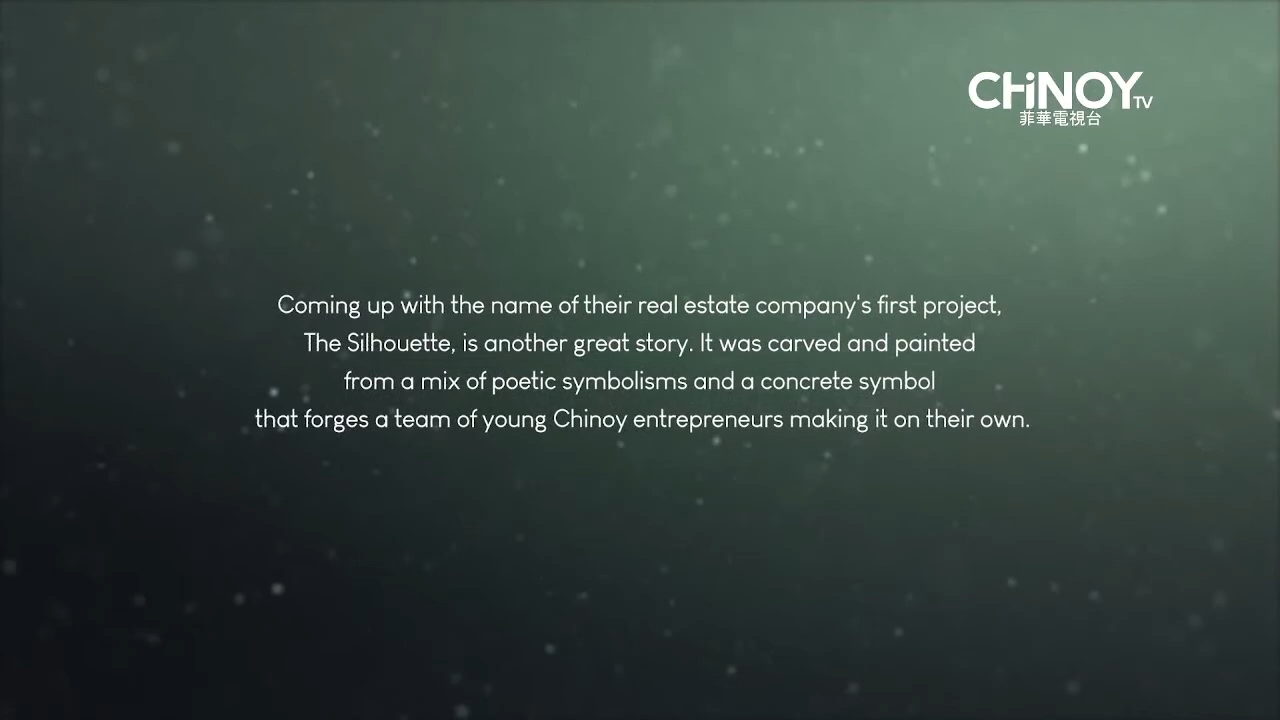 CHiNOY TV
菲華電視台
Coming up with the name of their real estate company's first project,
The Silhouette, is another great story. It was carved and painted
from a mix of poetic symbolisms and a concrete symbol
that forges a team of young Chinoy entrepreneurs making it on their own.